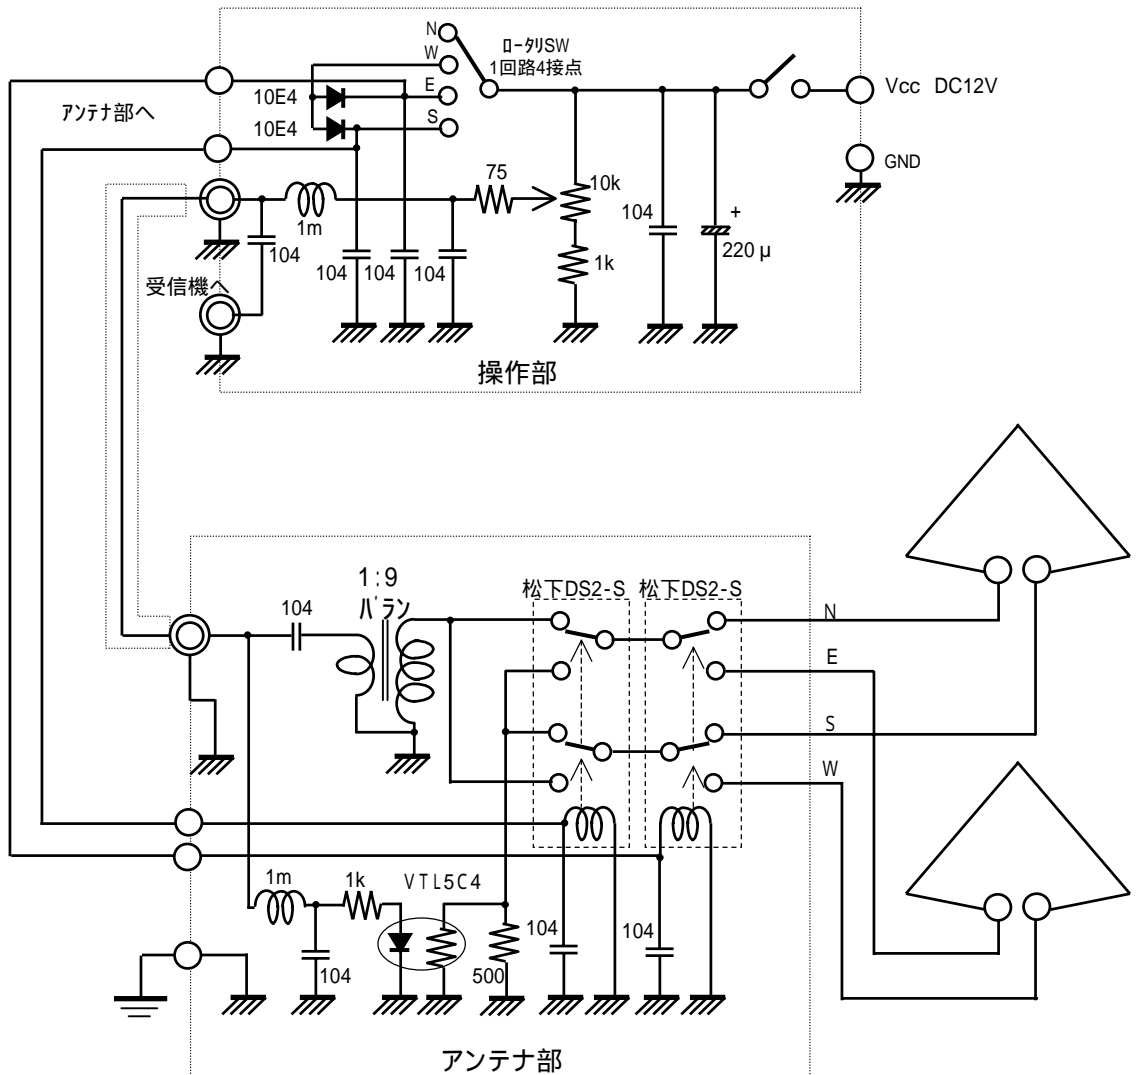 N
ロータリSW
W
1回路4接点
Vcc DC12V
10E4
E
アンテナ部へ
10E4
S
GND
75
10k
104
+
1m
104
1k
220μ
104
104
104
受信機へ
操作部
1:9
バラン
松下DS2-S
松下DS2-S
104
N
E
S
W
1m
1k
VTL5C4
104
104
104
500
アンテナ部